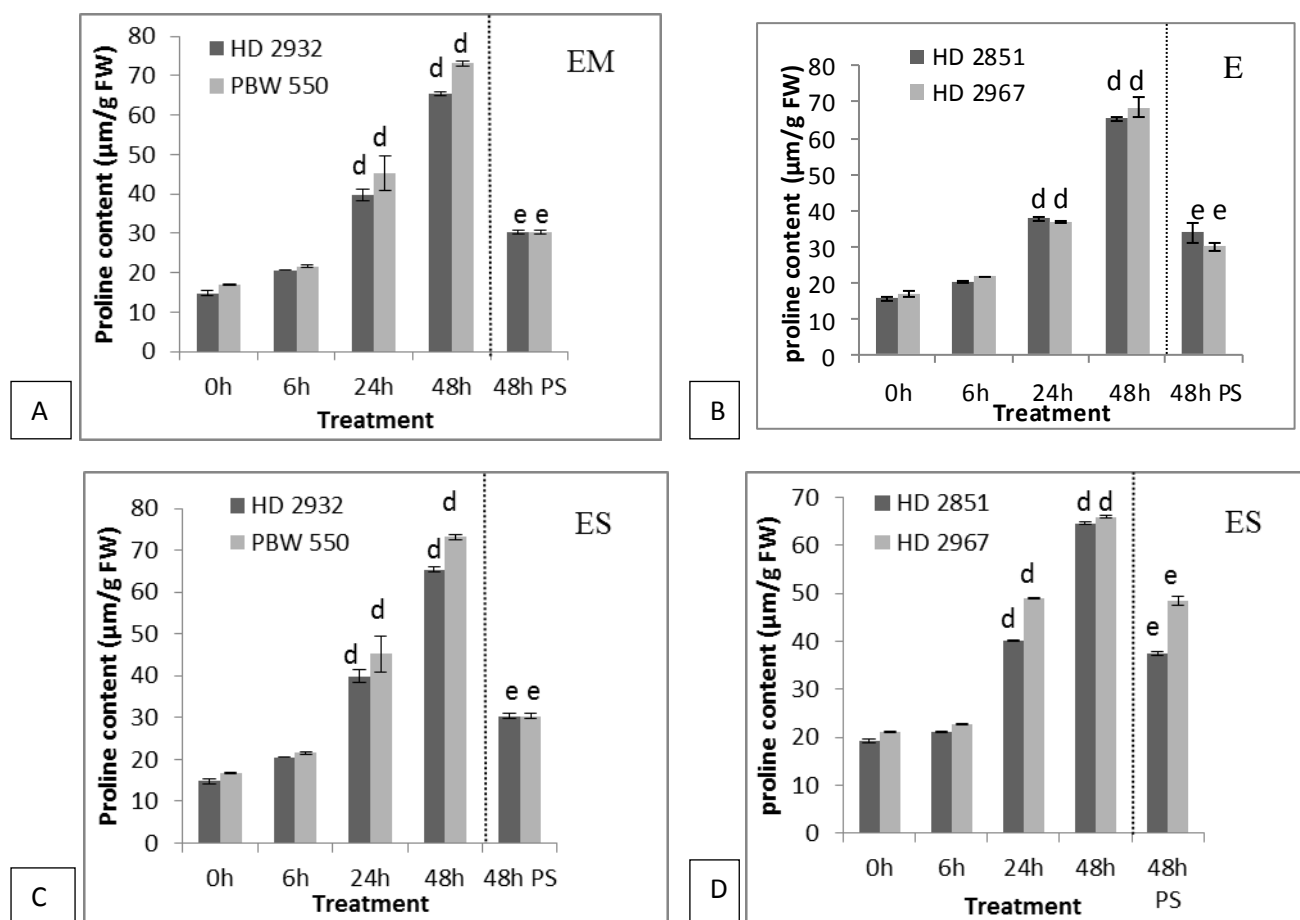 HD 2932
PBW 550
EM
Proline content (µm/g FW)
80
70
60
50
40
30
20
10
0
d d
d d
e e
0h 6h 24h 48h 48h PS
Treatment
A
HD 2851
HD 2967
E
proline content (µm/g FW)
80
70
60
50
40
30
20
10
0
d d
d d
e e
0h 6h 24h 48h 48h PS
Treatment
B
HD 2932
PBW 550
ES
Proline content (µm/g FW)
80
70
60
50
40
30
20
10
0
d d
d d
e e
0h 6h 24h 48h 48h PS
Treatment
C
HD 2851
HD 2967
ES
proline content (µm/g FW)
70
60
50
40
30
20
10
0
d d
d d
e e
0h 6h 24h 48h 48h
PS
Treatment
D